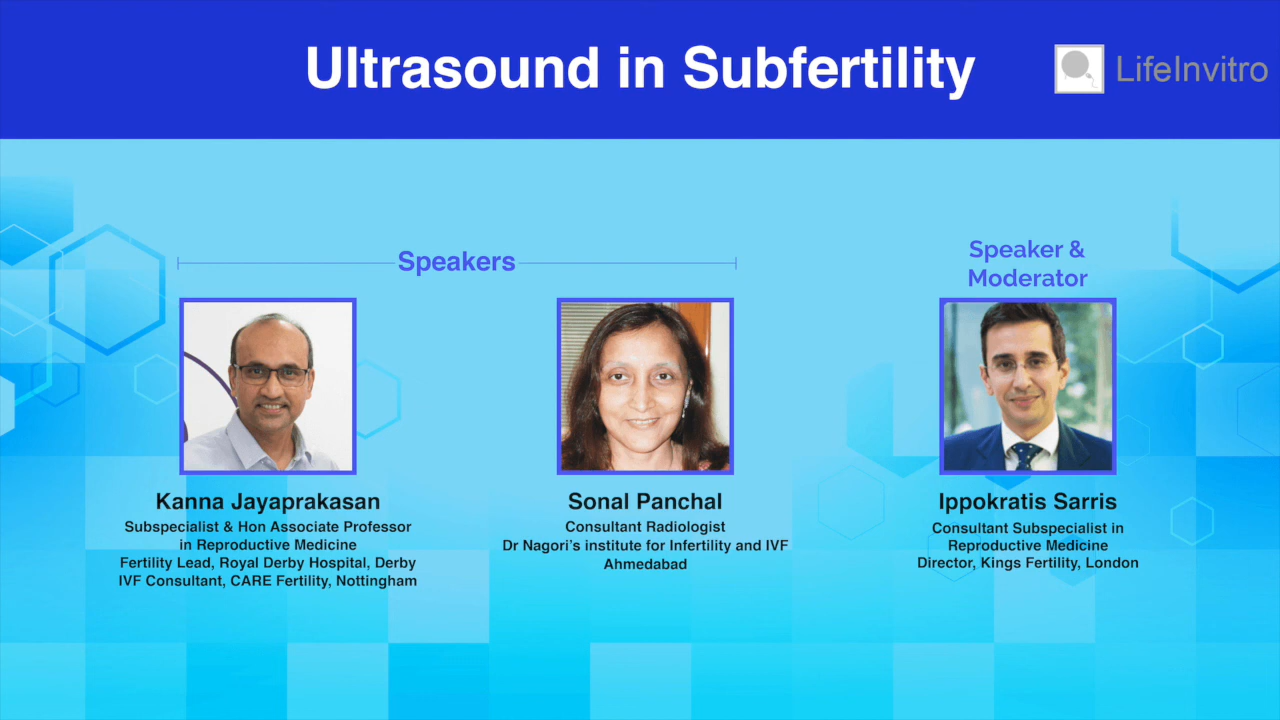 Ultrasound in Subfertility
LifeInvitro
Speakers
Speaker &
Moderator
Kanna Jayaprakasan
Subspecialist & Hon Associate Professor
in Reproductive Medicine
Fertility Lead, Royal Derby Hospital, Derby
IVF Consultant, CARE Fertility, Nottingham
Sonal Panchal
Consultant Radiologist
Dr Nagori’s institute for Infertility and IVF
Ahmedabad
Ippokratis Sarris
Consultant Subspecialist in
Reproductive Medicine
Director, Kings Fertility, London